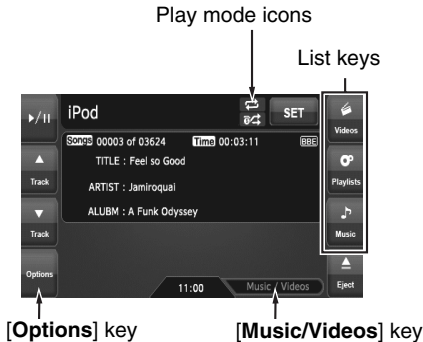 Play mode icons
List keys
iPod
SET
Videos
Songs 00003 of 03624 Time 00:03:11 BBE
TITLE : Feel so Good
Track
Playlists
ARTIST : Jamiroquai
ALUBM : A Funk Odyssey
Track
Music
Options
11:00
Music / Videos
Eject
[Options] key
[Music/Videos] key